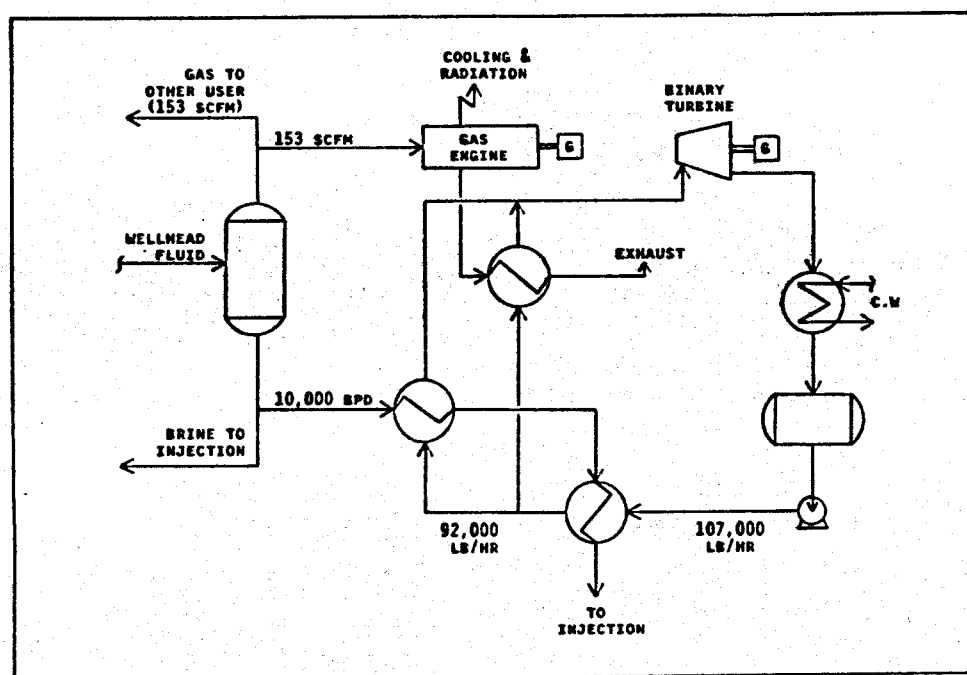 COOLING &
RADIATION
GAS TO
OTHER USER
(153 SCFM)
BINARY
TURBINE
153 SCFM
GAS
ENGINE
G
G
WELLHEAD
FLUID
EXHAUST
C.W
10,000 BPD
BRINE TO
INJECTION
92,000
LB/HR
107,000
LB/HR
TO
INJECTION